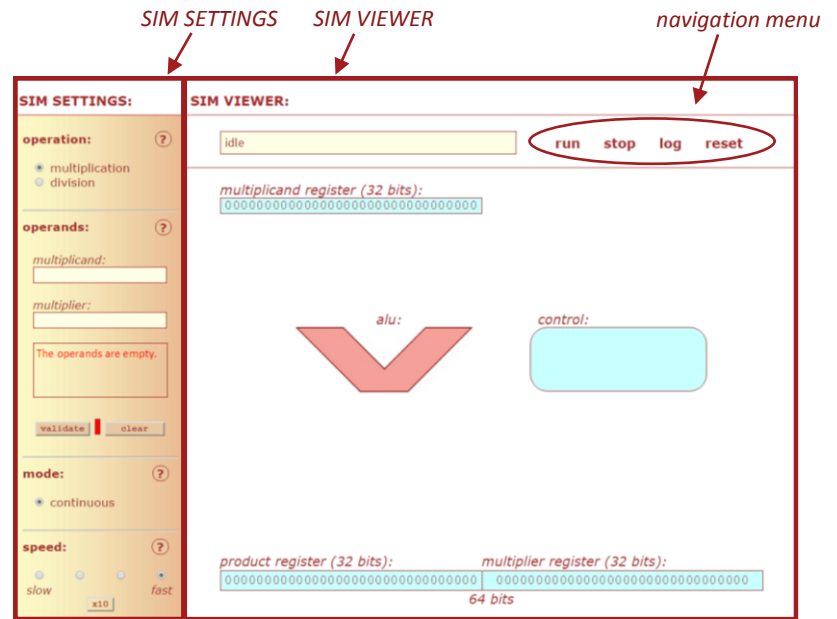 SIM SETTINGS SIM VIEWER navigation menu
SIM SETTINGS:
operation: ?
multiplication
division
operands: ?
multiplicand:
multiplier:
The operands are empty.
validate clear
mode: ?
continuous
speed: ?
slow fast
x10
SIM VIEWER:
idle run stop log reset
multiplicand register (32 bits):
00000000000000000000000000000000
alu: control:
product register (32 bits): multiplier register (32 bits):
00000000000000000000000000000000 00000000000000000000000000000000
64 bits